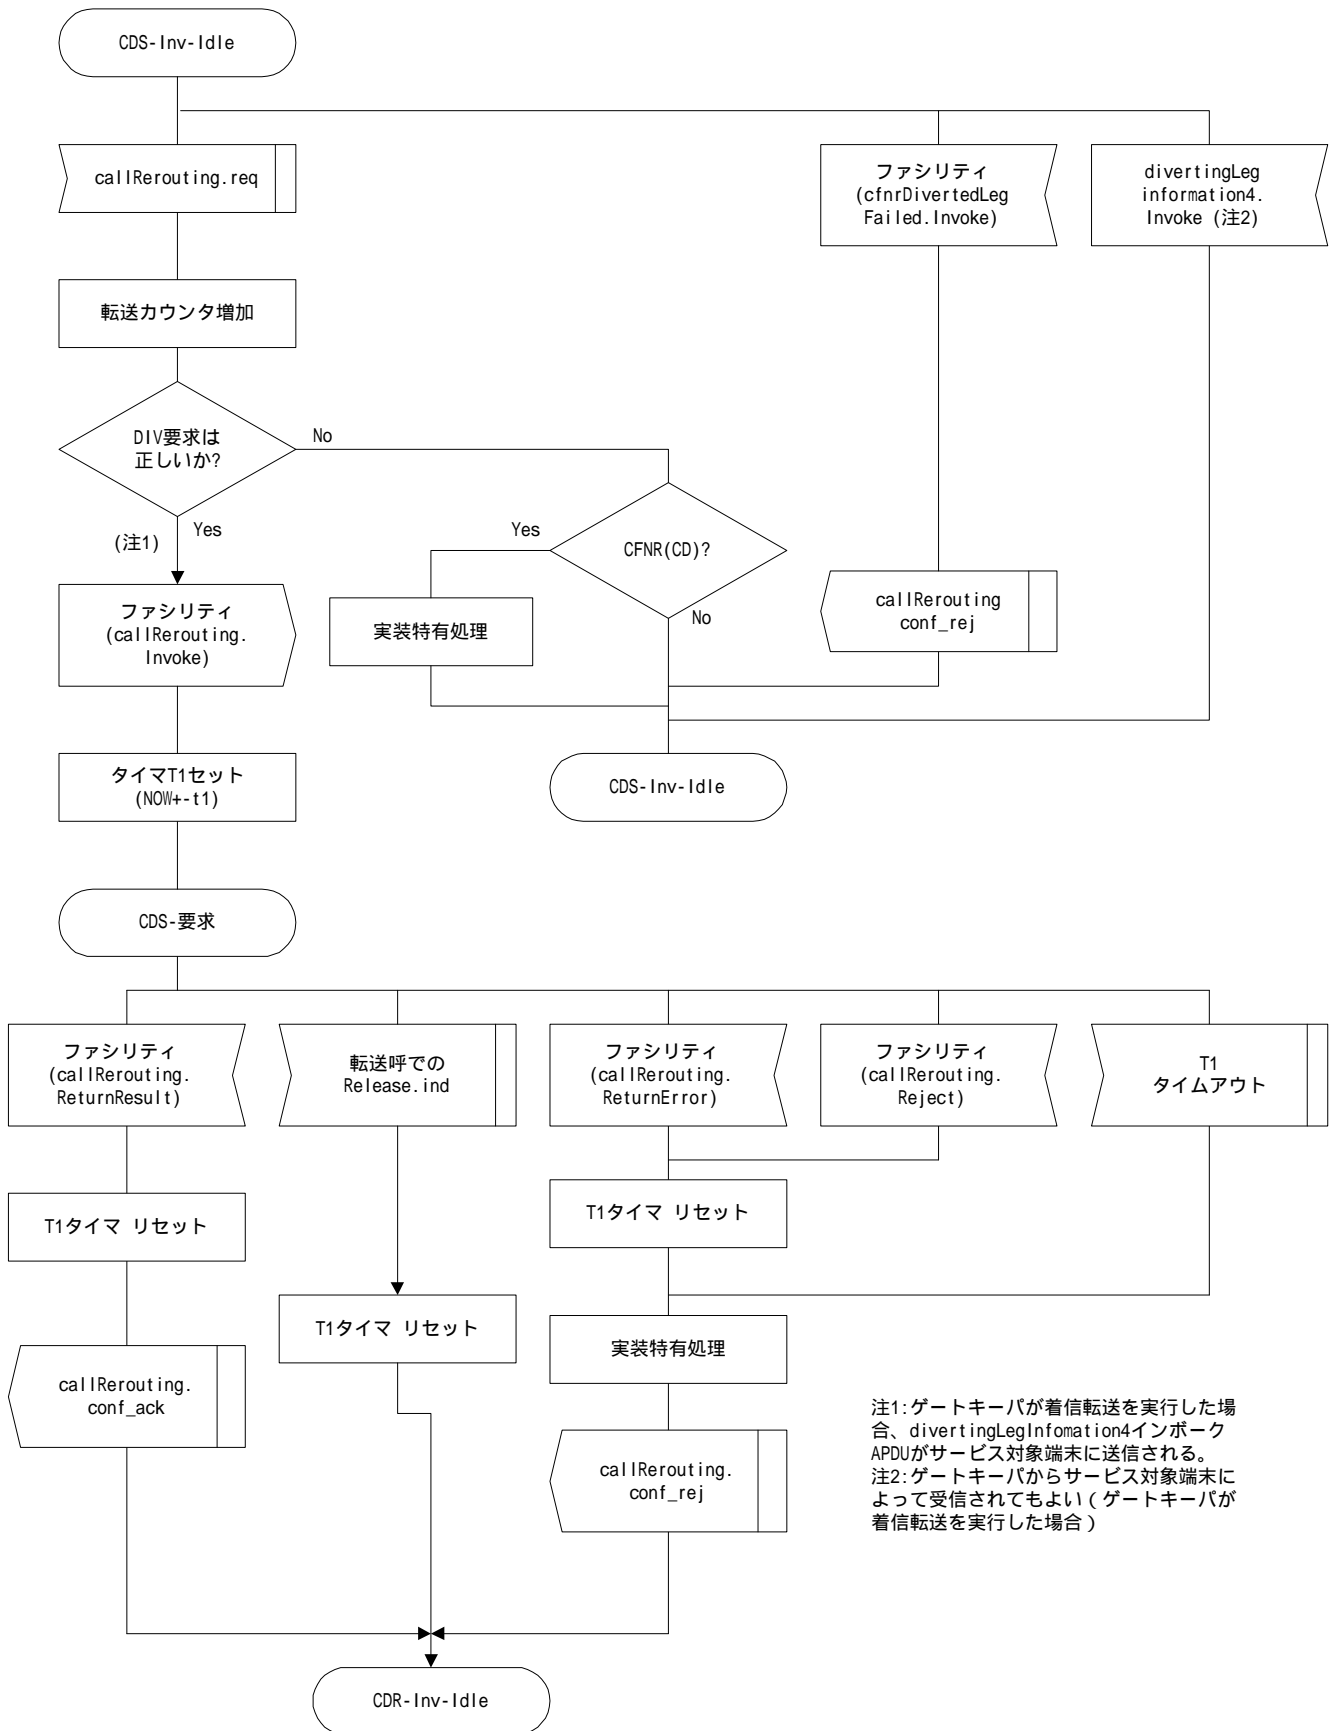 CDS-Inv-Idle
callRerouting.req
ファシリティ
(cfnrDivertedLeg
Failed.Invoke)
divertingLeg
information4.
Invoke (注2)
転送カウンタ増加
DIV要求は
正しいか?
No
Yes
(注1)
CFNR(CD)?
Yes
No
ファシリティ
(callRerouting.
Invoke)
実装特有処理
callRerouting
conf_rej
タイマT1セット
(NOW+-t1)
CDS-Inv-Idle
CDS-要求
ファシリティ
(callRerouting.
ReturnResult)
転送呼での
Release.ind
ファシリティ
(callRerouting.
ReturnError)
ファシリティ
(callRerouting.
Reject)
T1
タイムアウト
T1タイマ リセット
T1タイマ リセット
T1タイマ リセット
実装特有処理
callRerouting.
conf_ack
callRerouting.
conf_rej
注1:ゲートキーパが着信転送を実行した場
合、divertingLegInfomation4インボーク
APDUがサービス対象端末に送信される。
注2:ゲートキーパからサービス対象端末に
よって受信されてもよい(ゲートキーパが
着信転送を実行した場合)
CDR-Inv-Idle